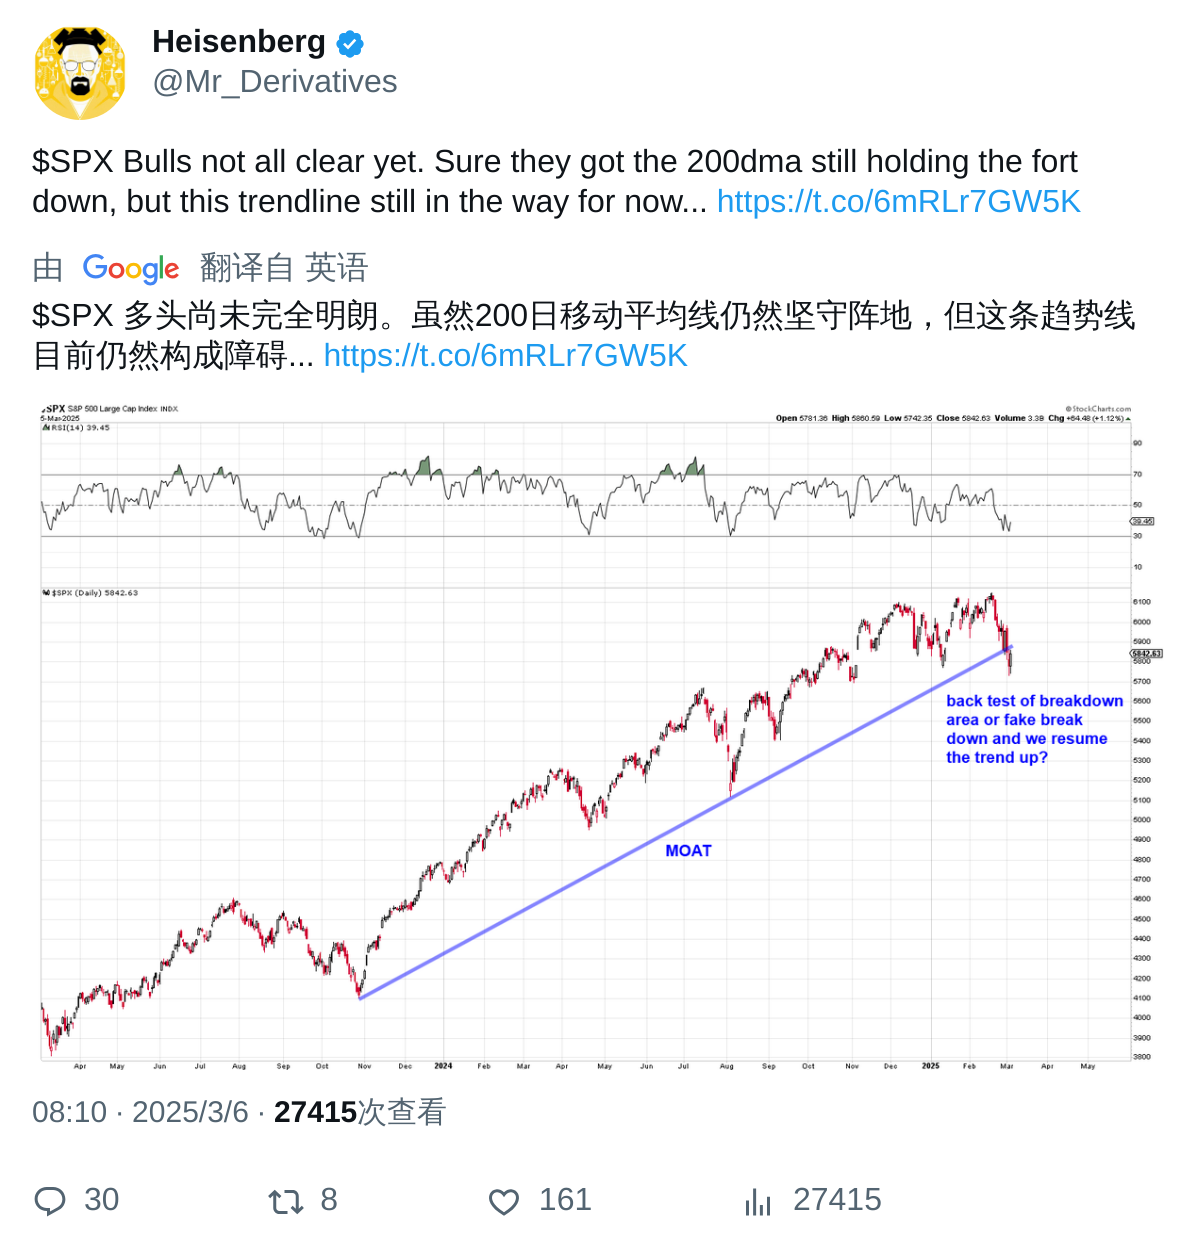 Heisenberg
@Mr_Derivatives
$SPX Bulls not all clear yet. Sure they got the 200dma still holding the fort
down, but this trendline still in the way for now... https://t.co/6mRLr7GW5K
由 Google 翻译自 英语
$SPX 多头尚未完全明朗。虽然200日移动平均线仍然坚守阵地，但这条趋势线
目前仍然构成障碍... https://t.co/6mRLr7GW5K
$SPX S&P 500 Large Cap Index INDX
© StockCharts.com
5-Mar-2025
Open 5781.36 High 5860.59 Low 5742.35 Close 5842.63 Volume 3.3B Chg +64.48 (+1.12%)
RSI(14) 39.45
90
70
50
39.45
30
10
$SPX (Daily) 5842.63
6100
6000
5900
5842.63
5800
5700
5600
5500
5400
5300
5200
5100
5000
4900
4800
4700
4600
4500
4400
4300
4200
4100
4000
3900
3800
back test of breakdown
area or fake break
down and we resume
the trend up?
MOAT
Apr May Jun Jul Aug Sep Oct Nov Dec 2024 Feb Mar Apr May Jun Jul Aug Sep Oct Nov Dec 2025 Feb Mar Apr May
08:10 · 2025/3/6 · 27415次查看
30 8 161 27415